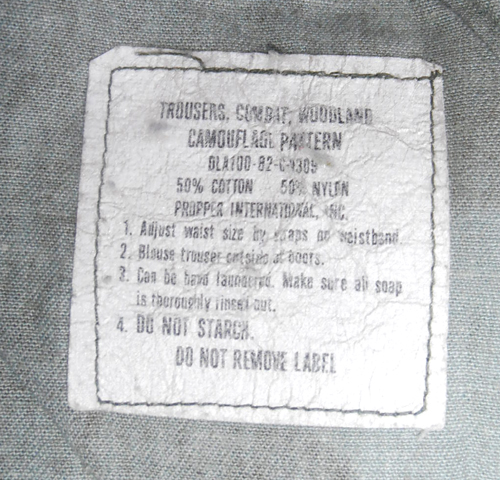 TROUSERS, COMBAT, WOODLAND
CAMOUFLAGE PATTERN
DLA100-82-C-0309
50% COTTON 50% NYLON
PROPPER INTERNATIONAL, INC.
1. Adjust waist size by straps on waistband.
2. Blouse trouser outside at boots.
3. Can be hand laundered. Make sure all soap
is thoroughly rinsed out.
4. DO NOT STARCH.
DO NOT REMOVE LABEL